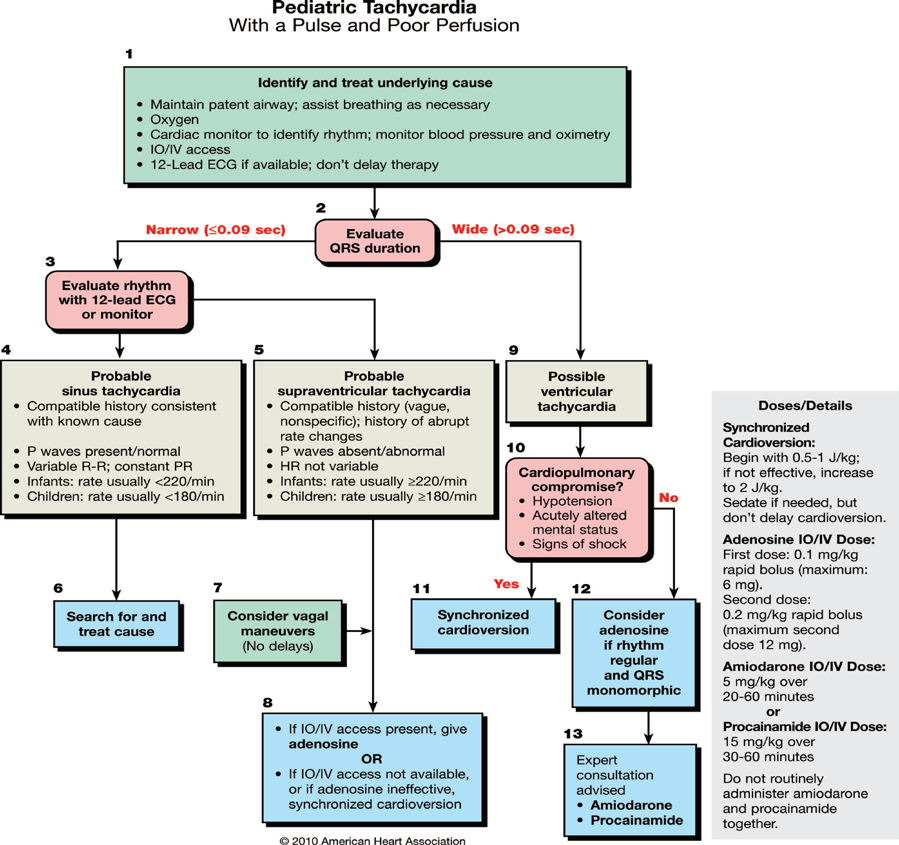 Pediatric Tachycardia
With a Pulse and Poor Perfusion
1
Identify and treat underlying cause
• Maintain patent airway; assist breathing as necessary
• Oxygen
• Cardiac monitor to identify rhythm; monitor blood pressure and oximetry
• IO/IV access
• 12-Lead ECG if available; don't delay therapy
2
Narrow (≤0.09 sec)
Evaluate
QRS duration
Wide (>0.09 sec)
3
Evaluate rhythm
with 12-lead ECG
or monitor
4
Probable
sinus tachycardia
• Compatible history consistent
with known cause
• P waves present/normal
• Variable R-R; constant PR
• Infants: rate usually <220/min
• Children: rate usually <180/min
5
Probable
supraventricular tachycardia
• Compatible history (vague,
nonspecific); history of abrupt
rate changes
• P waves absent/abnormal
• HR not variable
• Infants: rate usually ≥220/min
• Children: rate usually ≥180/min
9
Possible
ventricular
tachycardia
10
Cardiopulmonary
compromise?
• Hypotension
• Acutely altered
mental status
• Signs of shock
No
Yes
6
Search for and
treat cause
7
Consider vagal
maneuvers
(No delays)
11
Synchronized
cardioversion
12
Consider
adenosine
if rhythm
regular
and QRS
monomorphic
8
• If IO/IV access present, give
adenosine
OR
• If IO/IV access not available,
or if adenosine ineffective,
synchronized cardioversion
13
Expert
consultation
advised
• Amiodarone
• Procainamide
Doses/Details
Synchronized
Cardioversion:
Begin with 0.5-1 J/kg;
if not effective, increase
to 2 J/kg.
Sedate if needed, but
don't delay cardioversion.
Adenosine IO/IV Dose:
First dose: 0.1 mg/kg
rapid bolus (maximum:
6 mg).
Second dose:
0.2 mg/kg rapid bolus
(maximum second
dose 12 mg).
Amiodarone IO/IV Dose:
5 mg/kg over
20-60 minutes
or
Procainamide IO/IV Dose:
15 mg/kg over
30-60 minutes
Do not routinely
administer amiodarone
and procainamide
together.
© 2010 American Heart Association